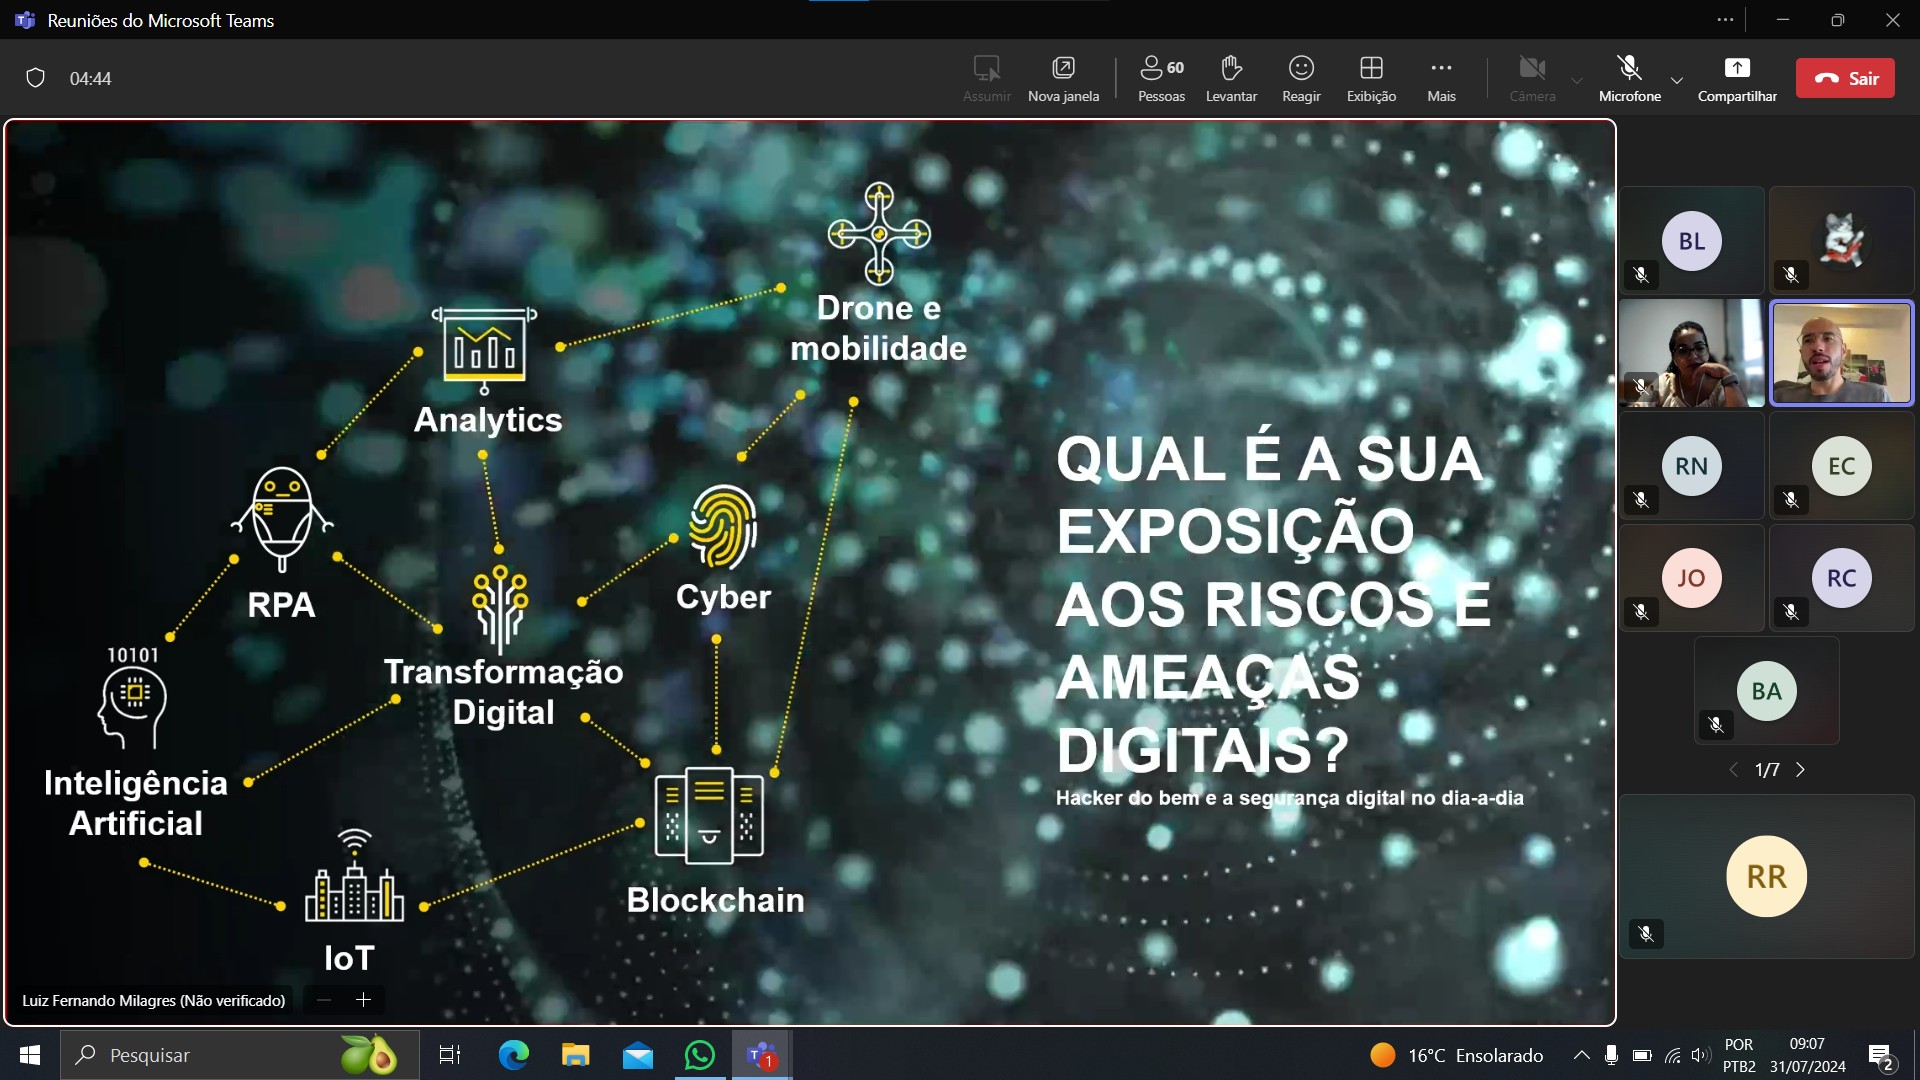 Reuniões do Microsoft Teams
04:44
Assumir
Nova janela
60
Pessoas
Levantar
Reagir
Exibição
Mais
Câmera
Microfone
Compartilhar
Sair
Drone e
mobilidade
Analytics
RPA
Cyber
Transformação
Digital
10101
Inteligência
Artificial
IoT
Blockchain
QUAL É A SUA
EXPOSIÇÃO
AOS RISCOS E
AMEAÇAS
DIGITAIS?
Hacker do bem e a segurança digital no dia-a-dia
Luiz Fernando Milagres (Não verificado)
BL
RN
EC
JO
RC
BA
1/7
RR
Pesquisar
T
1
16°C Ensolarado
POR
PTB2
09:07
31/07/2024
2